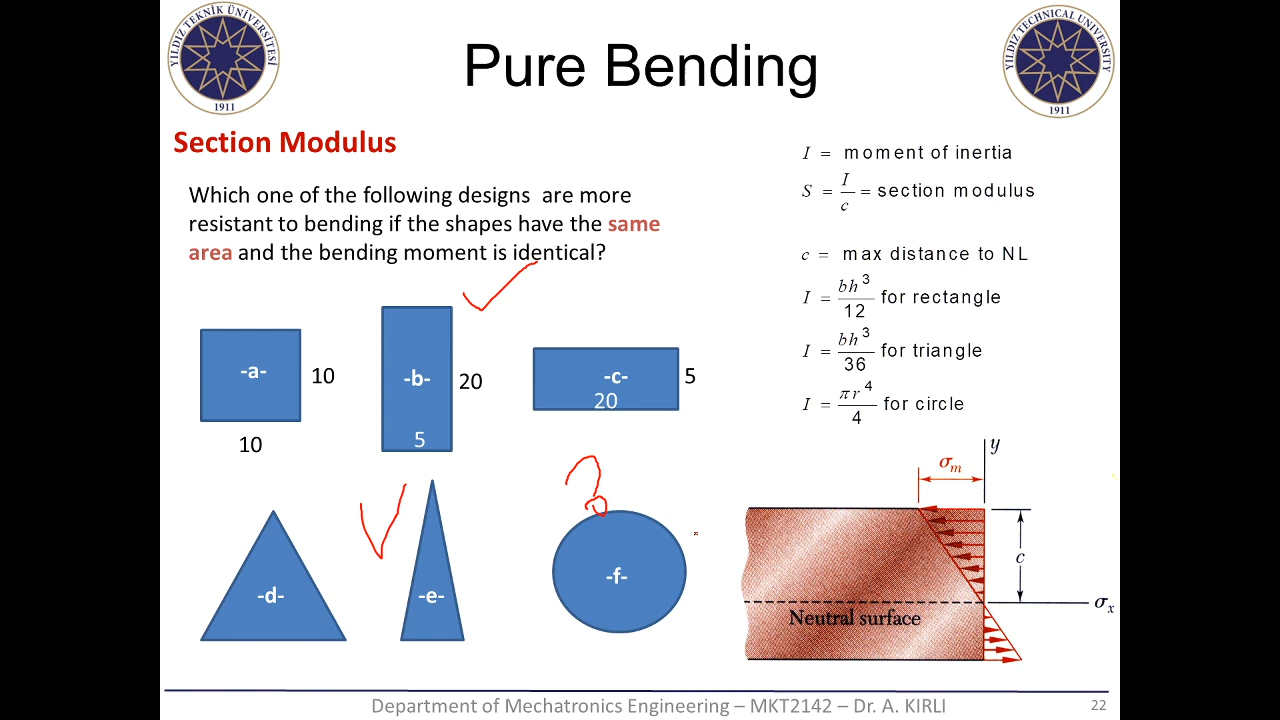 YILDIZ TEKNİK ÜNİVERSİTESİ
1911
Pure Bending
YILDIZ TECHNICAL UNIVERSITY
1911
Section Modulus
Which one of the following designs are more
resistant to bending if the shapes have the same
area and the bending moment is identical?
I = moment of inertia
S = I/c = section modulus
c = max distance to NL
I = bh³/12 for rectangle
I = bh³/36 for triangle
I = πr⁴/4 for circle
-a-
10
10
-b-
20
5
-c-
20
5
-d-
-e-
?
-f-
σm
y
c
σx
Neutral surface
Department of Mechatronics Engineering – MKT2142 – Dr. A. KIRLI
22